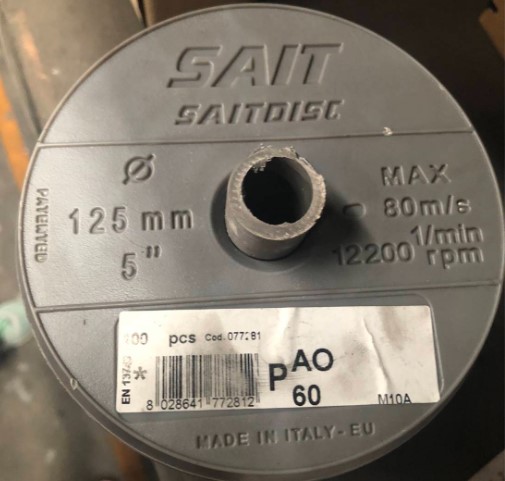 SAIT
SAITDISC
PATENTED
Ø
125 mm
5"
MAX
80m/s
12200 1/min
rpm
100 pcs Cod. 077281
EN 13743
*
8 028641 772812
P AO
60
M10A
MADE IN ITALY - EU